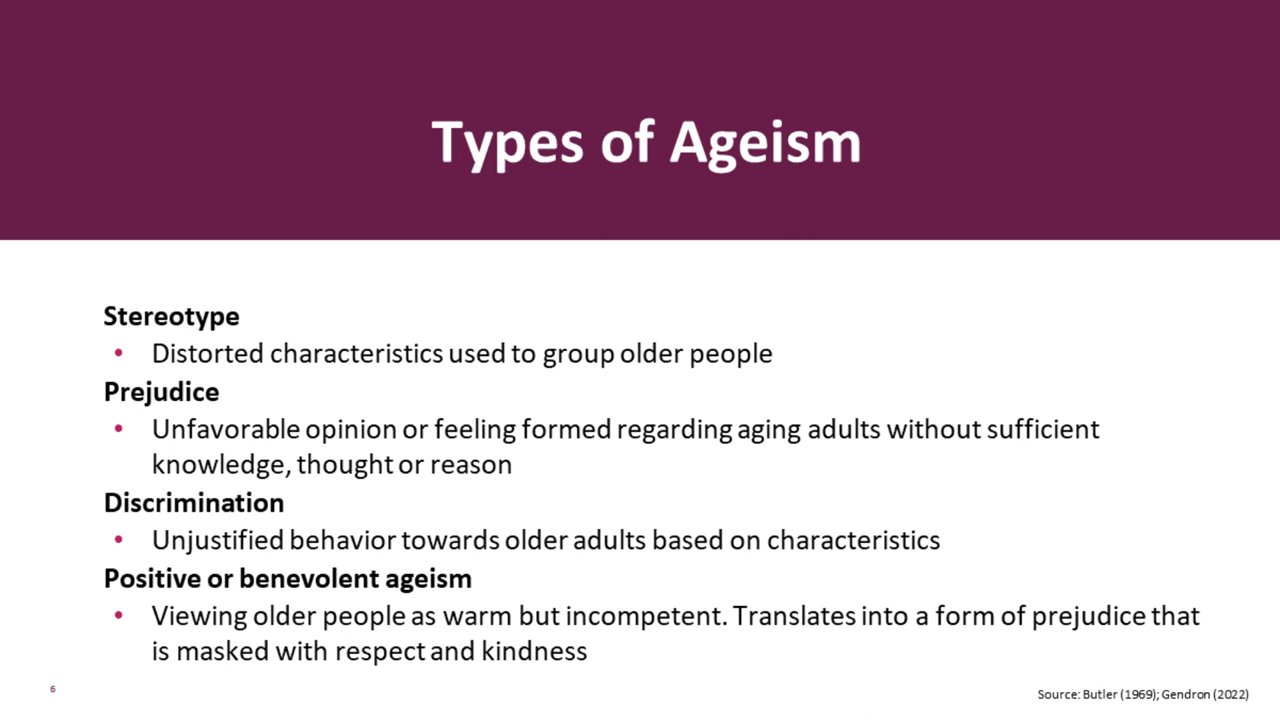 Types of Ageism
Stereotype
• Distorted characteristics used to group older people
Prejudice
• Unfavorable opinion or feeling formed regarding aging adults without sufficient
knowledge, thought or reason
Discrimination
• Unjustified behavior towards older adults based on characteristics
Positive or benevolent ageism
• Viewing older people as warm but incompetent. Translates into a form of prejudice that
is masked with respect and kindness
6
Source: Butler (1969); Gendron (2022)